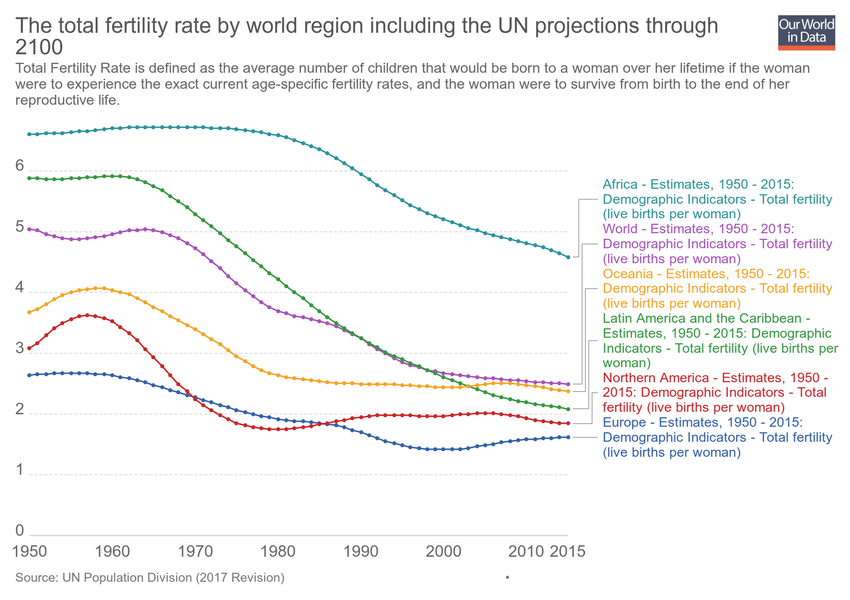 The total fertility rate by world region including the UN projections through
2100
Our World
in Data
Total Fertility Rate is defined as the average number of children that would be born to a woman over her lifetime if the woman
were to experience the exact current age-specific fertility rates, and the woman were to survive from birth to the end of her
reproductive life.
6
5
4
3
2
1
0
1950 1960 1970 1980 1990 2000 2010 2015
Africa - Estimates, 1950 - 2015:
Demographic Indicators - Total fertility
(live births per woman)
World - Estimates, 1950 - 2015:
Demographic Indicators - Total fertility
(live births per woman)
Oceania - Estimates, 1950 - 2015:
Demographic Indicators - Total fertility
(live births per woman)
Latin America and the Caribbean -
Estimates, 1950 - 2015: Demographic
Indicators - Total fertility (live births per
woman)
Northern America - Estimates, 1950 -
2015: Demographic Indicators - Total
fertility (live births per woman)
Europe - Estimates, 1950 - 2015:
Demographic Indicators - Total fertility
(live births per woman)
Source: UN Population Division (2017 Revision)